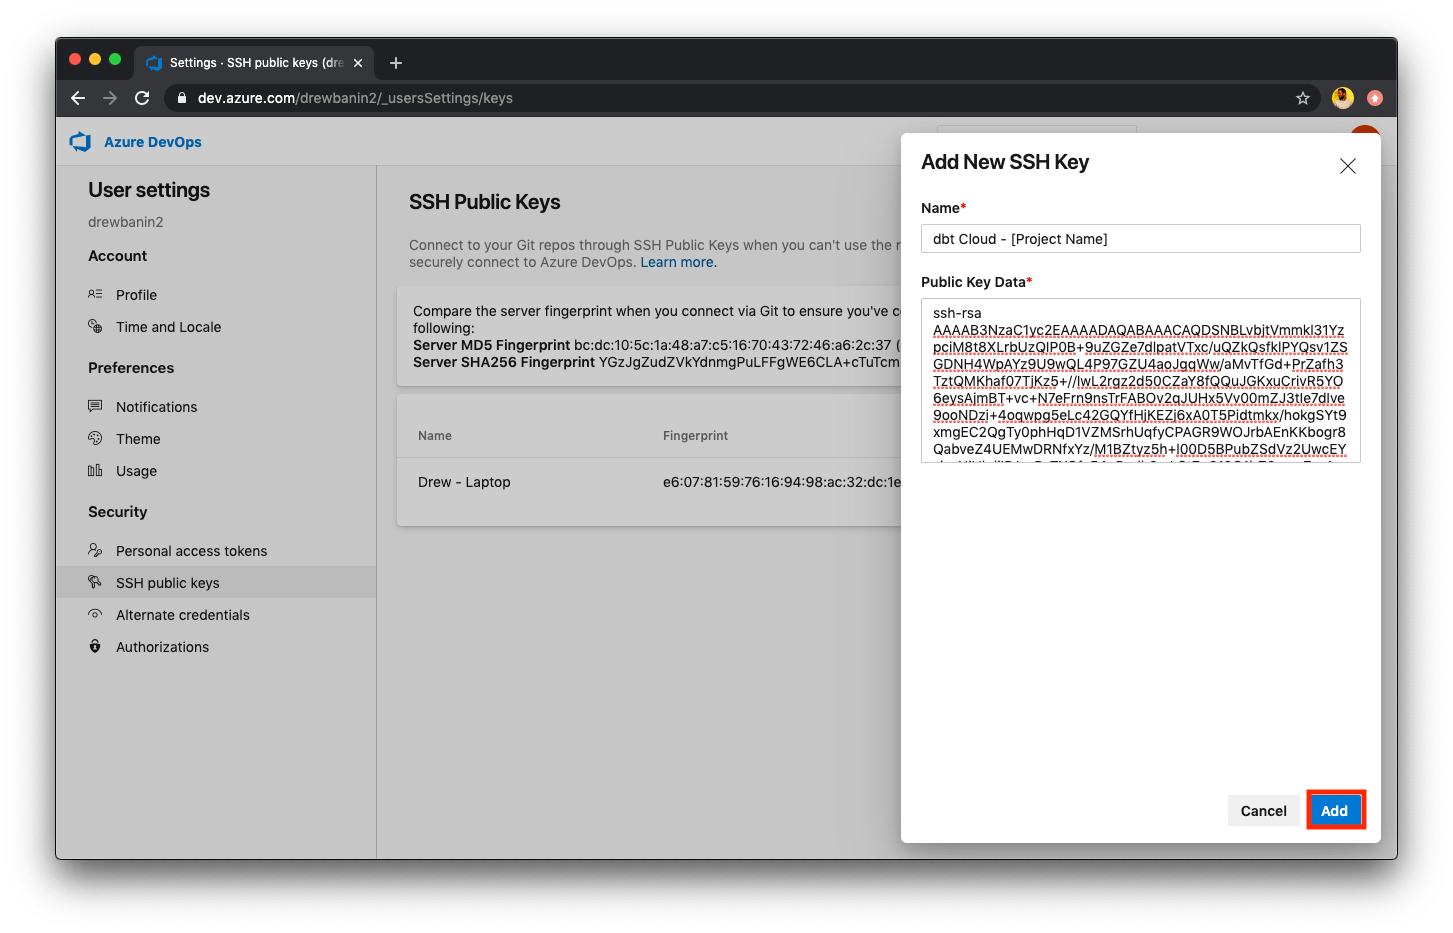 Settings · SSH public keys (dre
dev.azure.com/drewbanin2/_usersSettings/keys
Azure DevOps
User settings
drewbanin2
Account
Profile
Time and Locale
Preferences
Notifications
Theme
Usage
Security
Personal access tokens
SSH public keys
Alternate credentials
Authorizations
SSH Public Keys
Connect to your Git repos through SSH Public Keys when you can't use the r
securely connect to Azure DevOps. Learn more.
Compare the server fingerprint when you connect via Git to ensure you've c
following:
Server MD5 Fingerprint bc:dc:10:5c:1a:48:a7:c5:16:70:43:72:46:a6:2c:37 (
Server SHA256 Fingerprint YGzJgZudZVkYdnmgPuLFFgWE6CLA+cTuTcm
Name Fingerprint
Drew - Laptop e6:07:81:59:76:16:94:98:ac:32:dc:1e
Add New SSH Key
Name*
dbt Cloud - [Project Name]
Public Key Data*
ssh-rsa
AAAAB3NzaC1yc2EAAAADAQABAAACAQDSNBLvbjtVmmkl31Yz
pciM8t8XLrbUzQIP0B+9uZGZe7dlpatVTxc/uQZkQsfklPYQsv1ZS
GDNH4WpAYz9U9wQL4P97GZU4aoJgqWw/aMvTfGd+PrZafh3
TztQMKhaf07TjKz5+//lwL2rgz2d50CZaY8fQQuJGKxuCrivR5YO
6eysAjmBT+vc+N7eFrn9nsTrFABOv2qJUHx5Vv00mZJ3tle7dlve
9ooNDzi+4oqwpg5eLc42GQYfHjKEZj6xA0T5Pidtmkx/hokgSYt9
xmgEC2QgTy0phHqD1VZMSrhUqfyCPAGR9WOJrbAEnKKbogr8
QabveZ4UEMwDRNfxYz/M1BZtyz5h+l00D5BPubZSdVz2UwcEY
Cancel
Add